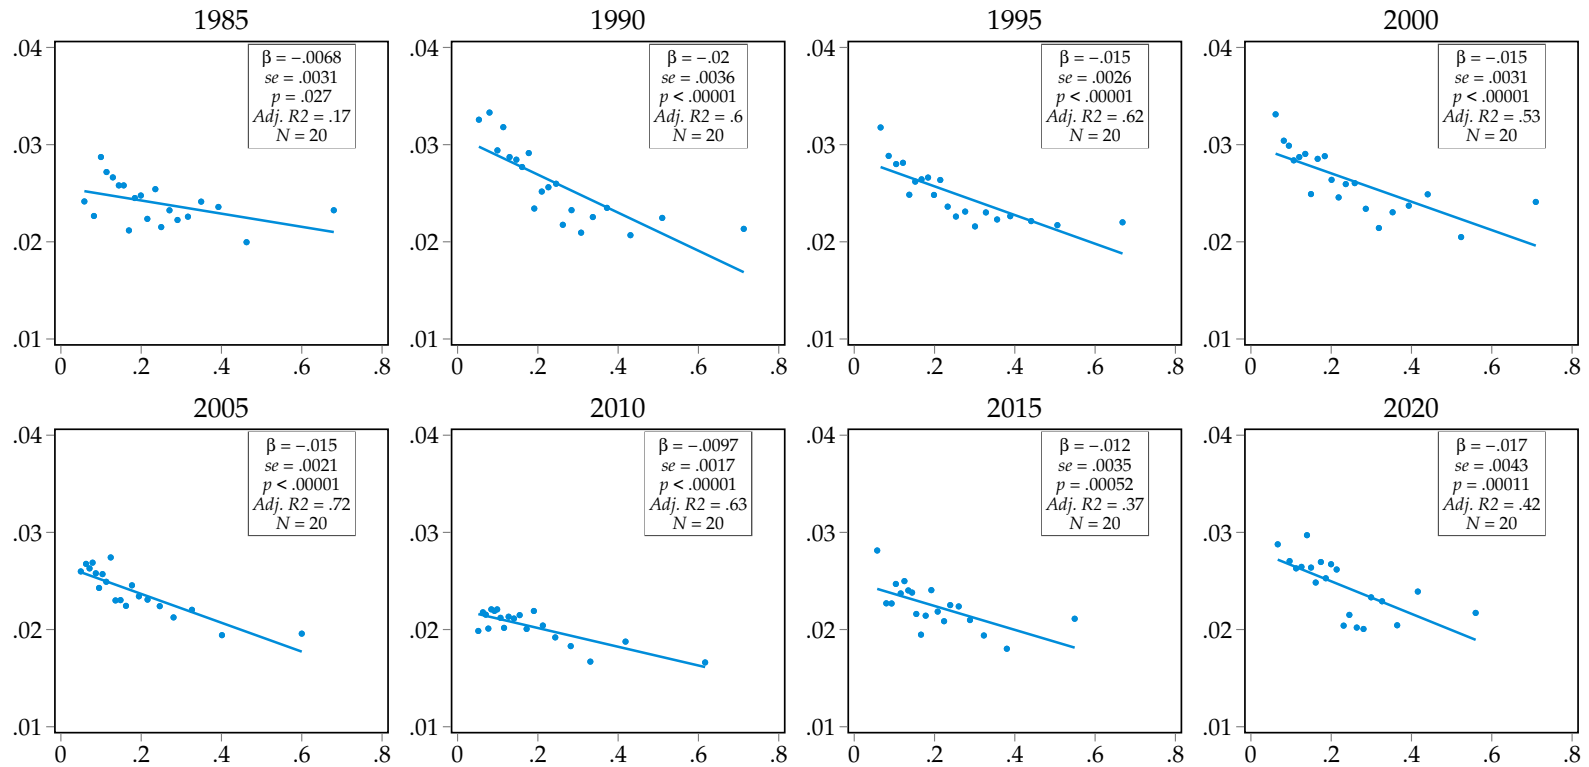 1985
1990
1995
2000
.04
.03
.02
.01
0 .2 .4 .6 .8
β = −.0068
se = .0031
p = .027
Adj. R2 = .17
N = 20
.04
.03
.02
.01
0 .2 .4 .6 .8
β = −.02
se = .0036
p < .00001
Adj. R2 = .6
N = 20
.04
.03
.02
.01
0 .2 .4 .6 .8
β = −.015
se = .0026
p < .00001
Adj. R2 = .62
N = 20
.04
.03
.02
.01
0 .2 .4 .6 .8
β = −.015
se = .0031
p < .00001
Adj. R2 = .53
N = 20
2005
2010
2015
2020
.04
.03
.02
.01
0 .2 .4 .6 .8
β = −.015
se = .0021
p < .00001
Adj. R2 = .72
N = 20
.04
.03
.02
.01
0 .2 .4 .6 .8
β = −.0097
se = .0017
p < .00001
Adj. R2 = .63
N = 20
.04
.03
.02
.01
0 .2 .4 .6 .8
β = −.012
se = .0035
p = .00052
Adj. R2 = .37
N = 20
.04
.03
.02
.01
0 .2 .4 .6 .8
β = −.017
se = .0043
p = .00011
Adj. R2 = .42
N = 20